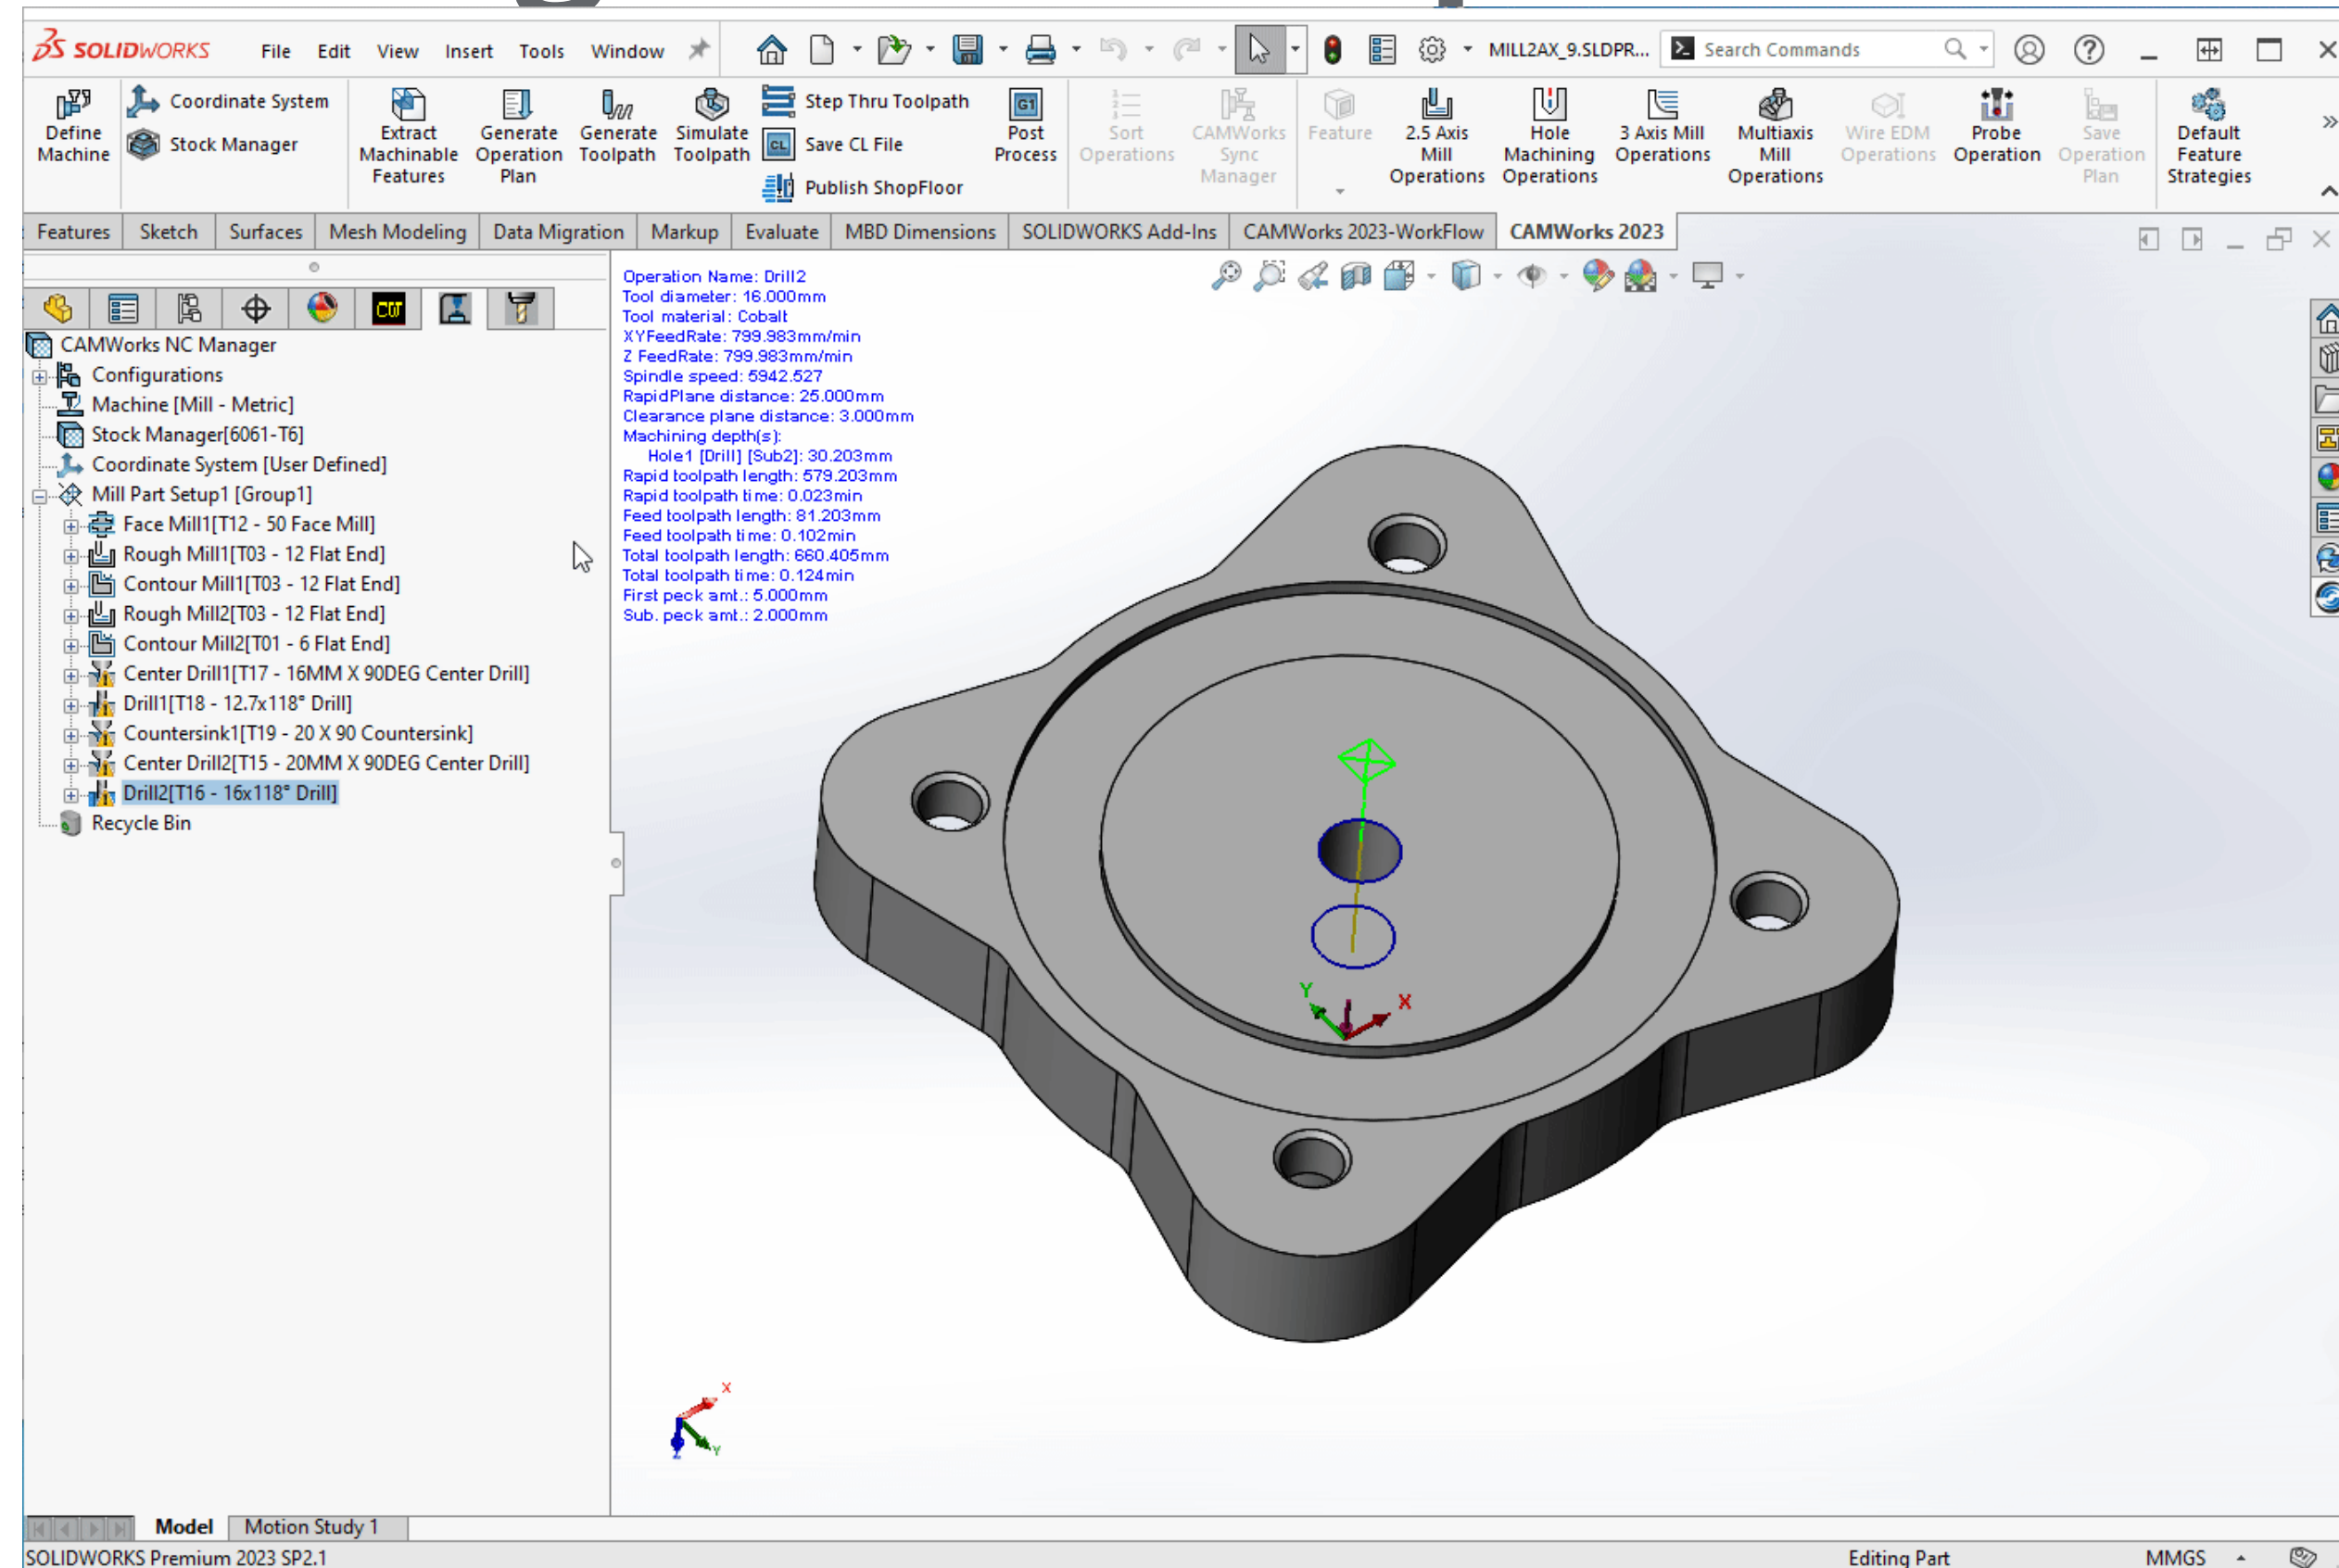 SOLIDWORKS File Edit View Insert Tools Window MILL2AX_9.SLDPR... Search Commands
Define Machine
Coordinate System
Stock Manager
Extract Machinable Features
Generate Operation Plan
Generate Toolpath
Simulate Toolpath
Step Thru Toolpath
CL Save CL File
Publish ShopFloor
G1 Post Process
Sort Operations
CAMWorks Sync Manager
Feature
2.5 Axis Mill Operations
Hole Machining Operations
3 Axis Mill Operations
Multiaxis Mill Operations
Wire EDM Operations
Probe Operation
Save Operation Plan
Default Feature Strategies
Features Sketch Surfaces Mesh Modeling Data Migration Markup Evaluate MBD Dimensions SOLIDWORKS Add-Ins CAMWorks 2023-WorkFlow CAMWorks 2023
CW
CAMWorks NC Manager
Configurations
Machine [Mill - Metric]
Stock Manager[6061-T6]
Coordinate System [User Defined]
Mill Part Setup1 [Group1]
Face Mill1[T12 - 50 Face Mill]
Rough Mill1[T03 - 12 Flat End]
Contour Mill1[T03 - 12 Flat End]
Rough Mill2[T03 - 12 Flat End]
Contour Mill2[T01 - 6 Flat End]
Center Drill1[T17 - 16MM X 90DEG Center Drill]
Drill1[T18 - 12.7x118° Drill]
Countersink1[T19 - 20 X 90 Countersink]
Center Drill2[T15 - 20MM X 90DEG Center Drill]
Drill2[T16 - 16x118° Drill]
Recycle Bin
Operation Name: Drill2
Tool diameter: 16.000mm
Tool material: Cobalt
XYFeedRate: 799.983mm/min
Z FeedRate: 799.983mm/min
Spindle speed: 5942.527
RapidPlane distance: 25.000mm
Clearance plane distance: 3.000mm
Machining depth(s):
Hole1 [Drill] [Sub2]: 30.203mm
Rapid toolpath length: 579.203mm
Rapid toolpath time: 0.023min
Feed toolpath length: 81.203mm
Feed toolpath time: 0.102min
Total toolpath length: 660.405mm
Total toolpath time: 0.124min
First peck amt.: 5.000mm
Sub. peck amt.: 2.000mm
Y X
X
Y
Z
Model Motion Study 1
SOLIDWORKS Premium 2023 SP2.1 Editing Part MMGS